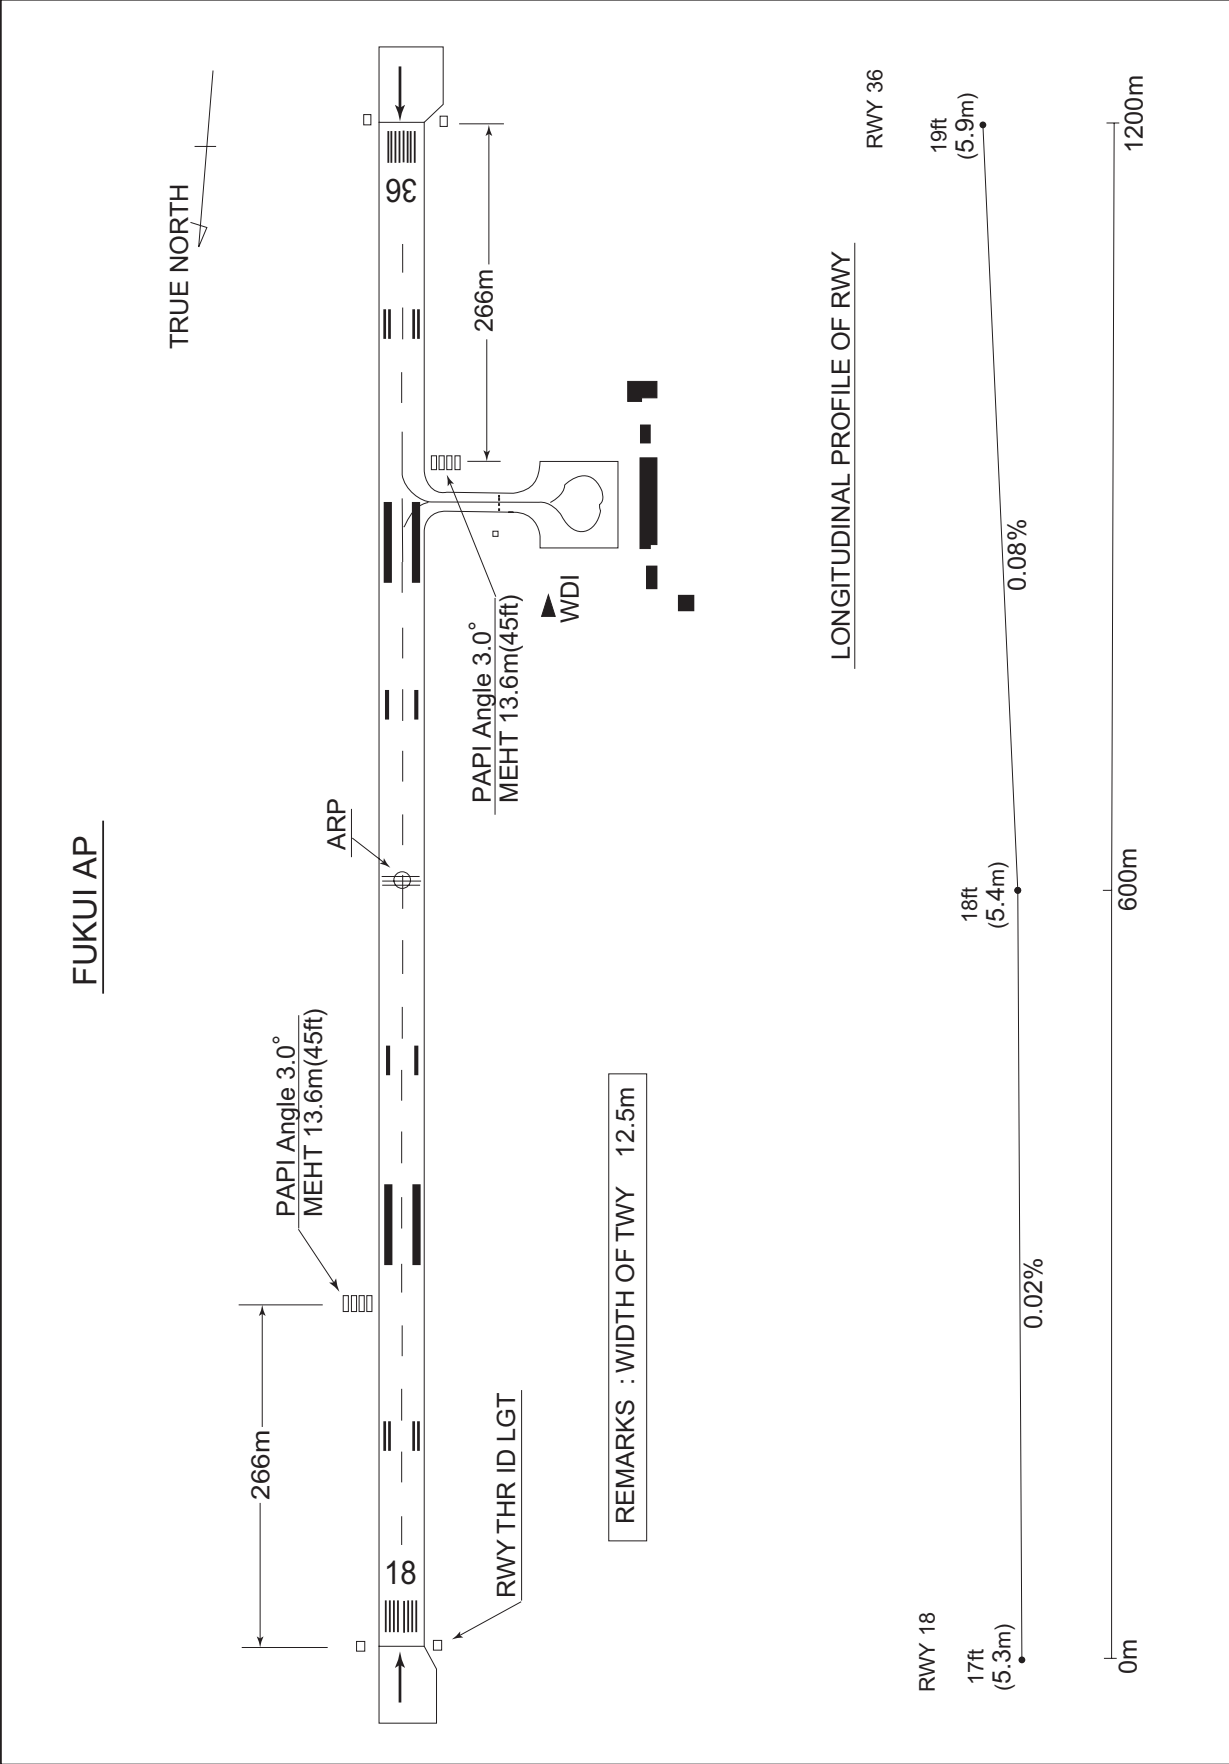 FUKUI AP
TRUE NORTH
PAPI Angle 3.0°
MEHT 13.6m(45ft)
ARP
266m
18
36
266m
PAPI Angle 3.0°
MEHT 13.6m(45ft)
WDI
RWY THR ID LGT
REMARKS : WIDTH OF TWY 12.5m
LONGITUDINAL PROFILE OF RWY
RWY 18
RWY 36
17ft
(5.3m)
18ft
(5.4m)
19ft
(5.9m)
0.02%
0.08%
0m
600m
1200m